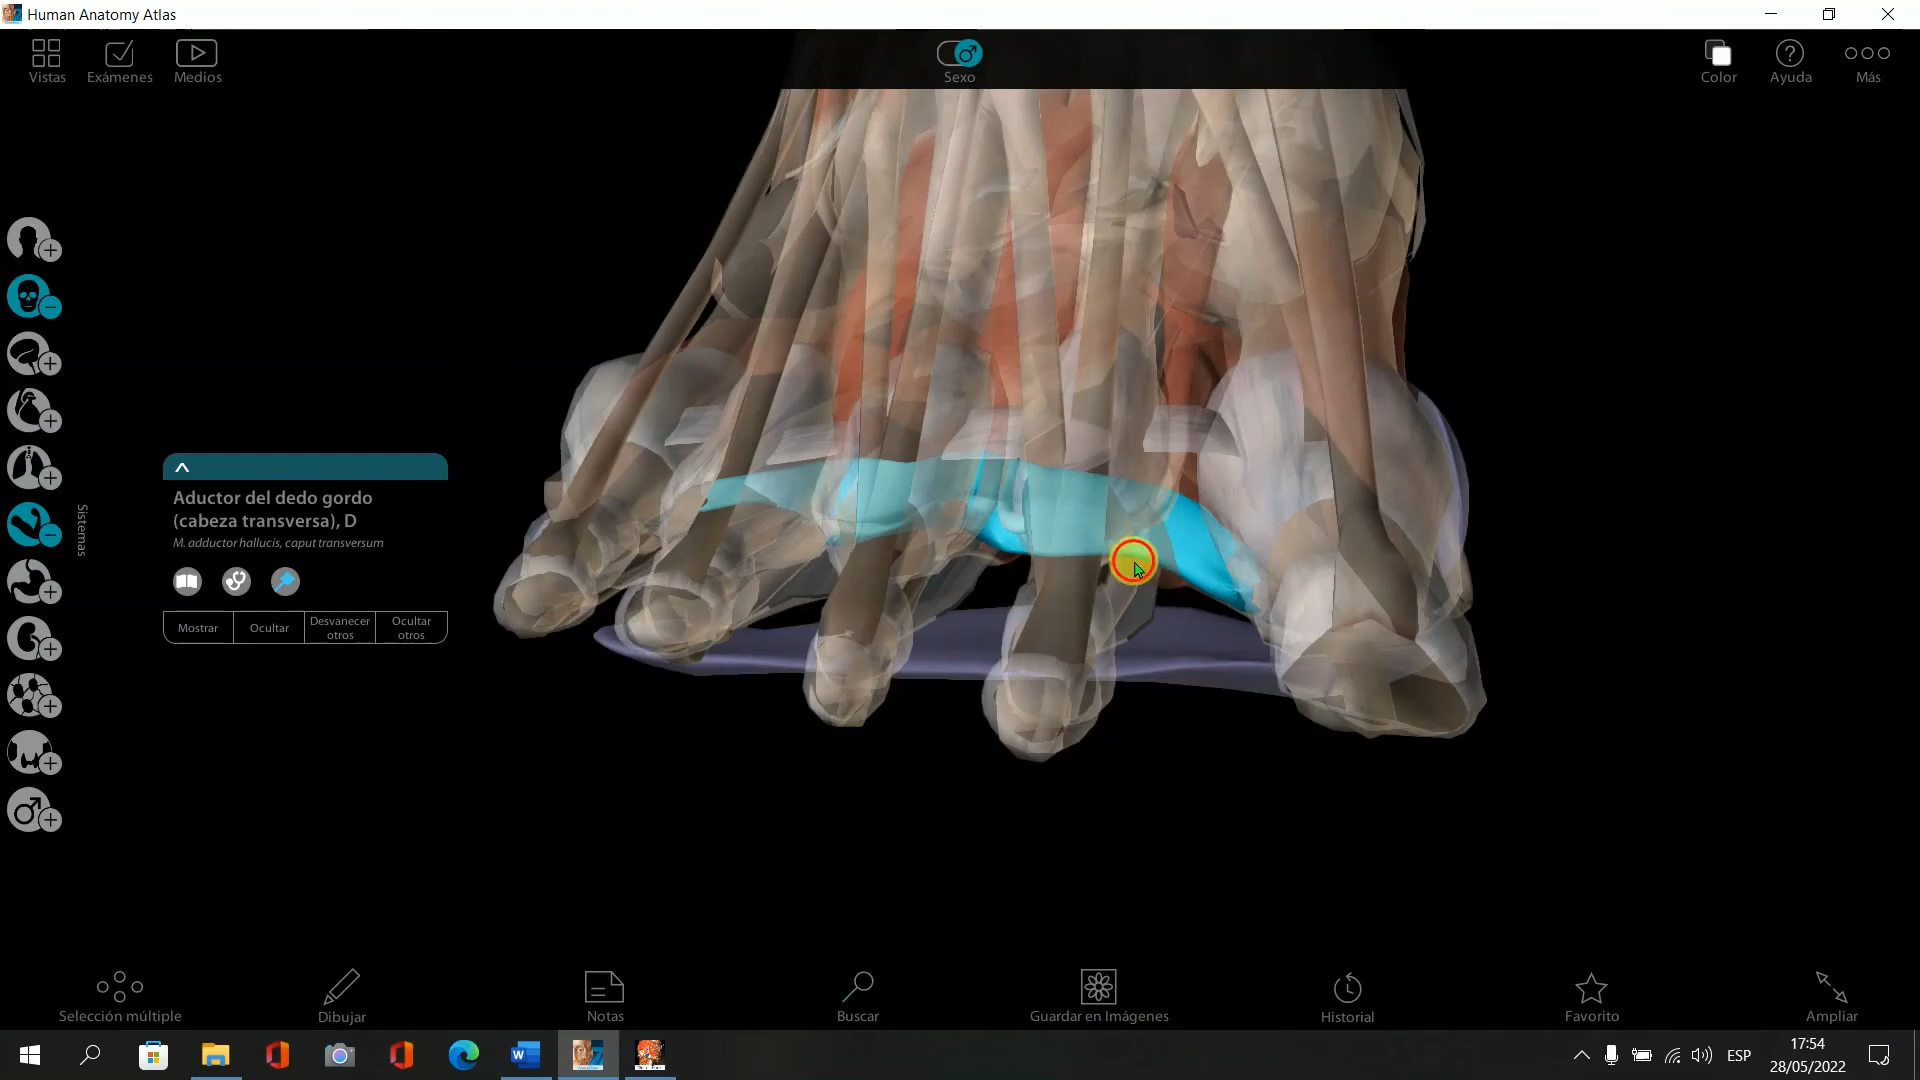 Human Anatomy Atlas
Vistas
Exámenes
Medios
Sexo
Color
Ayuda
Más
Sistemas
Aductor del dedo gordo
(cabeza transversa), D
M. adductor hallucis, caput transversum
Mostrar
Ocultar
Desvanecer
otros
Ocultar
otros
Selección múltiple
Dibujar
Notas
Buscar
Guardar en Imágenes
Historial
Favorito
Ampliar
ESP
17:54
28/05/2022